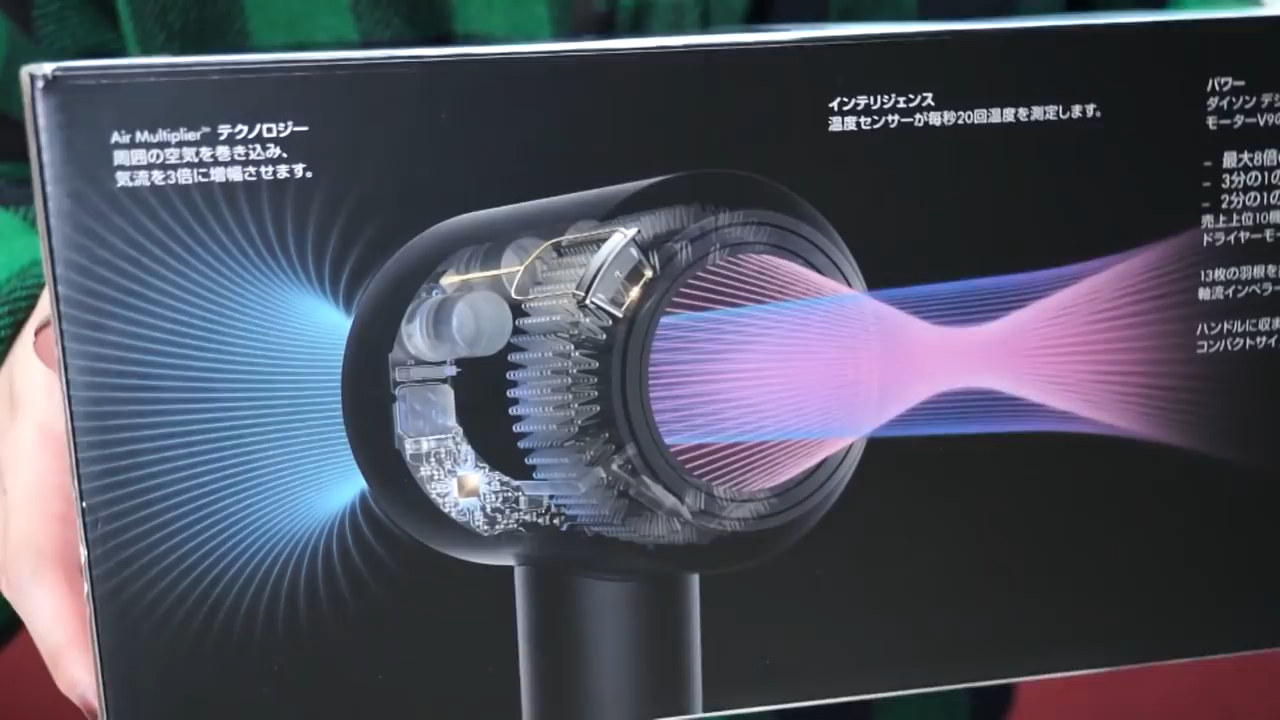 Air Multiplier™ テクノロジー
周囲の空気を巻き込み、
気流を3倍に増幅させます。
インテリジェンス
温度センサーが毎秒20回温度を測定します。
パワー
ダイソン デジ
モーターV9
- 最大8倍
- 3分の1の
- 2分の1の
売上上位10機
ドライヤーモー
13枚の羽根を
軸流インペラー
ハンドルに収ま
コンパクトサイ